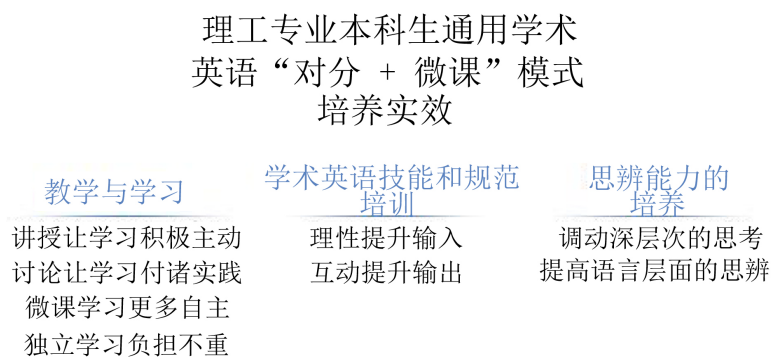 理工专业本科生通用学术
英语“对分 + 微课”模式
培养实效
教学与学习
讲授让学习积极主动
讨论让学习付诸实践
微课学习更多自主
独立学习负担不重
学术英语技能和规范
培训
理性提升输入
互动提升输出
思辨能力的
培养
调动深层次的思考
提高语言层面的思辨